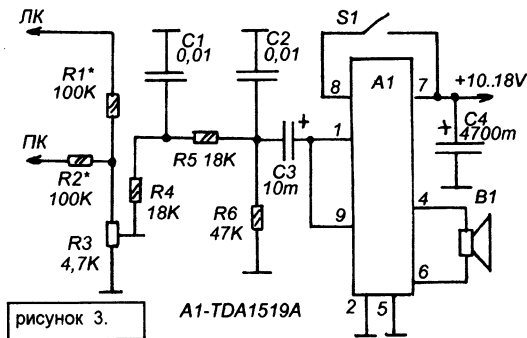 ЛК
R1*
100K
ПК
R2*
100K
R3
4,7K
R4
18K
C1
0,01
R5 18K
C2
0,01
R6
47K
C3
10m
S1
8
A1
7
+10..18V
1
C4
4700m
4
B1
9
6
2
5
рисунок 3.
A1-TDA1519A